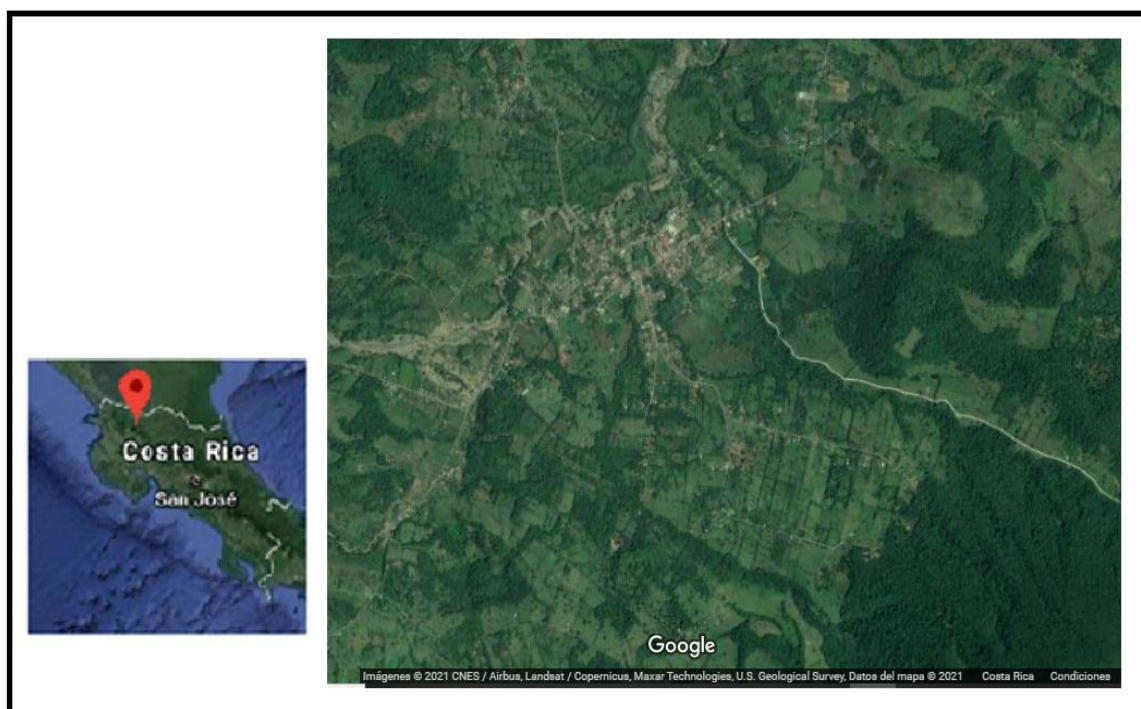 Costa Rica
San José
Google
Imágenes © 2021 CNES / Airbus, Landsat / Copernicus, Maxar Technologies, U.S. Geological Survey, Datos del mapa © 2021 Costa Rica Condiciones